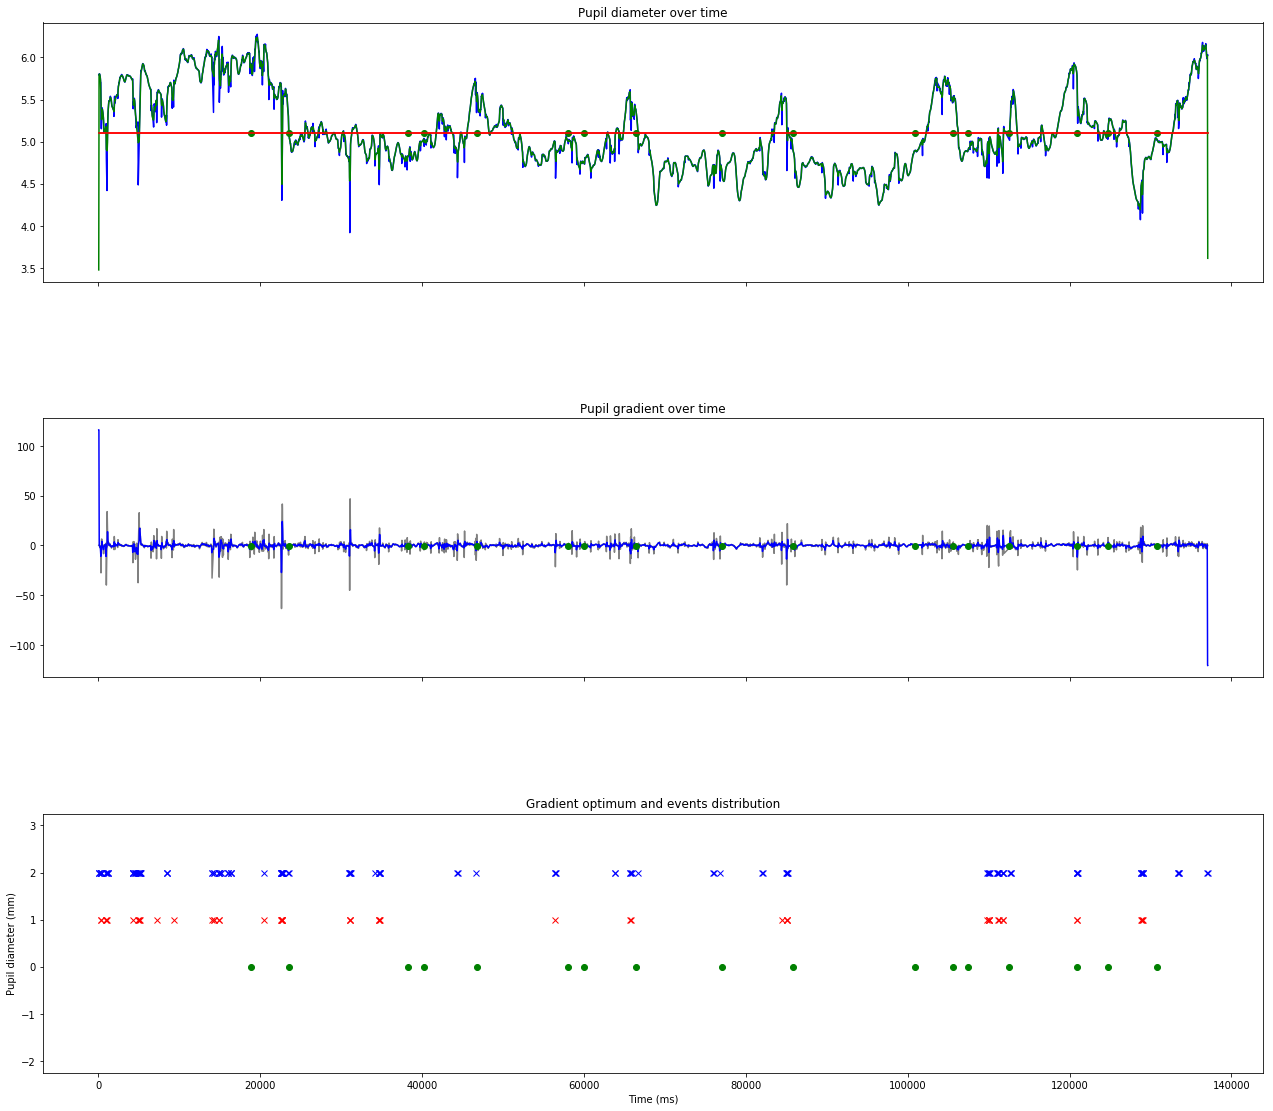 Pupil diameter over time
6.0
5.5
5.0
4.5
4.0
3.5
Pupil gradient over time
100
50
0
−50
−100
Gradient optimum and events distribution
3
2
1
0
−1
−2
Pupil diameter (mm)
0 20000 40000 60000 80000 100000 120000 140000
Time (ms)